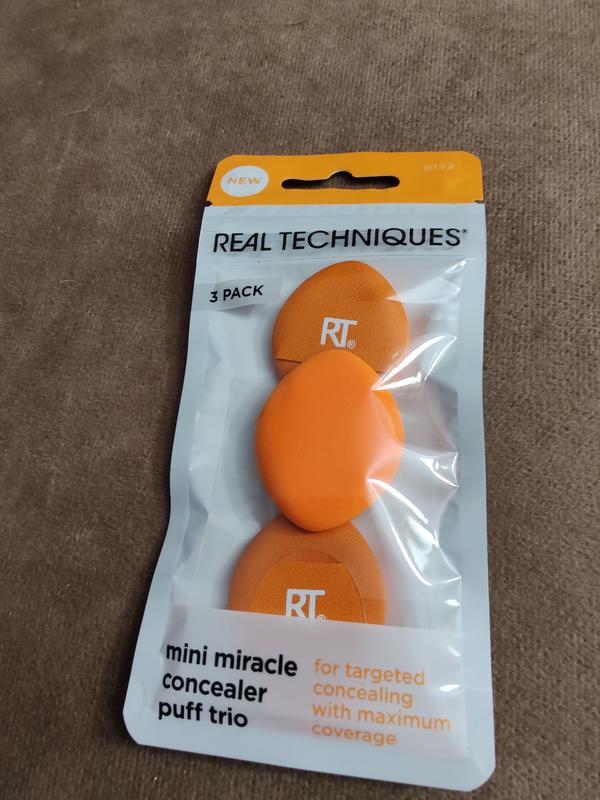 NEW
0132
REAL TECHNIQUES®
3 PACK
RT®
RT®
mini miracle
concealer
puff trio
for targeted
concealing
with maximum
coverage